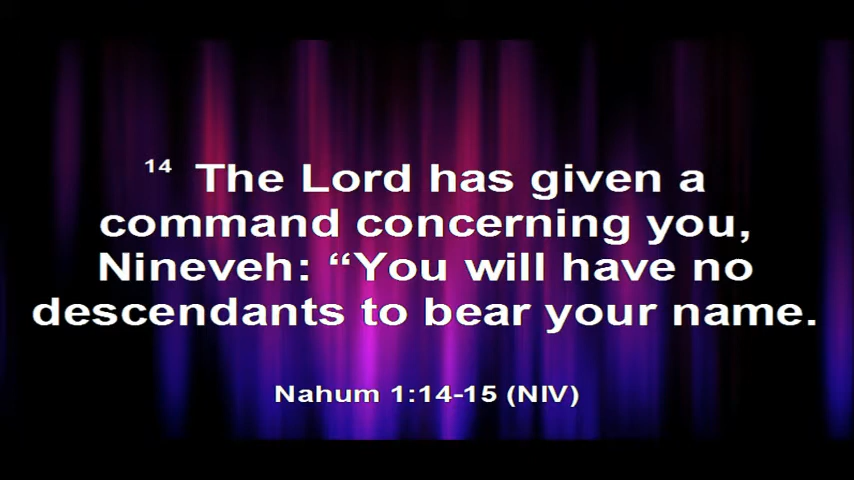 14 The Lord has given a
command concerning you,
Nineveh: “You will have no
descendants to bear your name.
Nahum 1:14-15 (NIV)